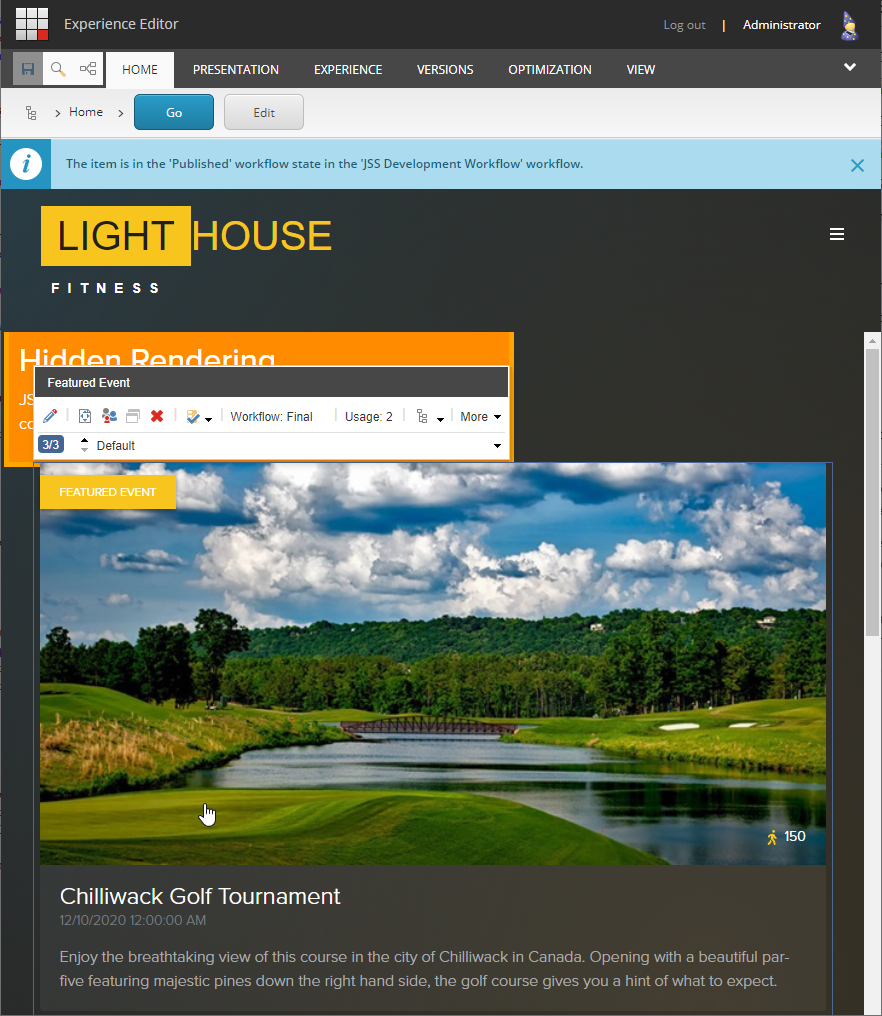 Experience Editor
Log out | Administrator
HOME PRESENTATION EXPERIENCE VERSIONS OPTIMIZATION VIEW
Home Go Edit
The item is in the 'Published' workflow state in the 'JSS Development Workflow' workflow.
LIGHT HOUSE
FITNESS
Hidden Rendering
Featured Event
JS
Workflow: Final Usage: 2 More
co
3/3 Default
FEATURED EVENT
150
Chilliwack Golf Tournament
12/10/2020 12:00:00 AM
Enjoy the breathtaking view of this course in the city of Chilliwack in Canada. Opening with a beautiful par-
five featuring majestic pines down the right hand side, the golf course gives you a hint of what to expect.